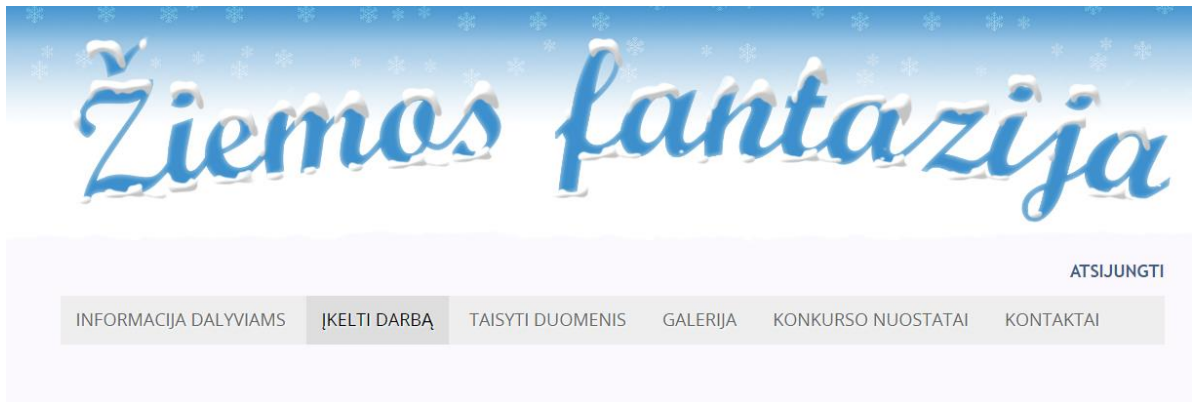 Žiemos fantazija
ATSIJUNGTI
INFORMACIJA DALYVIAMS ĮKELTI DARBĄ TAISYTI DUOMENIS GALERIJA KONKURSO NUOSTATAI KONTAKTAI